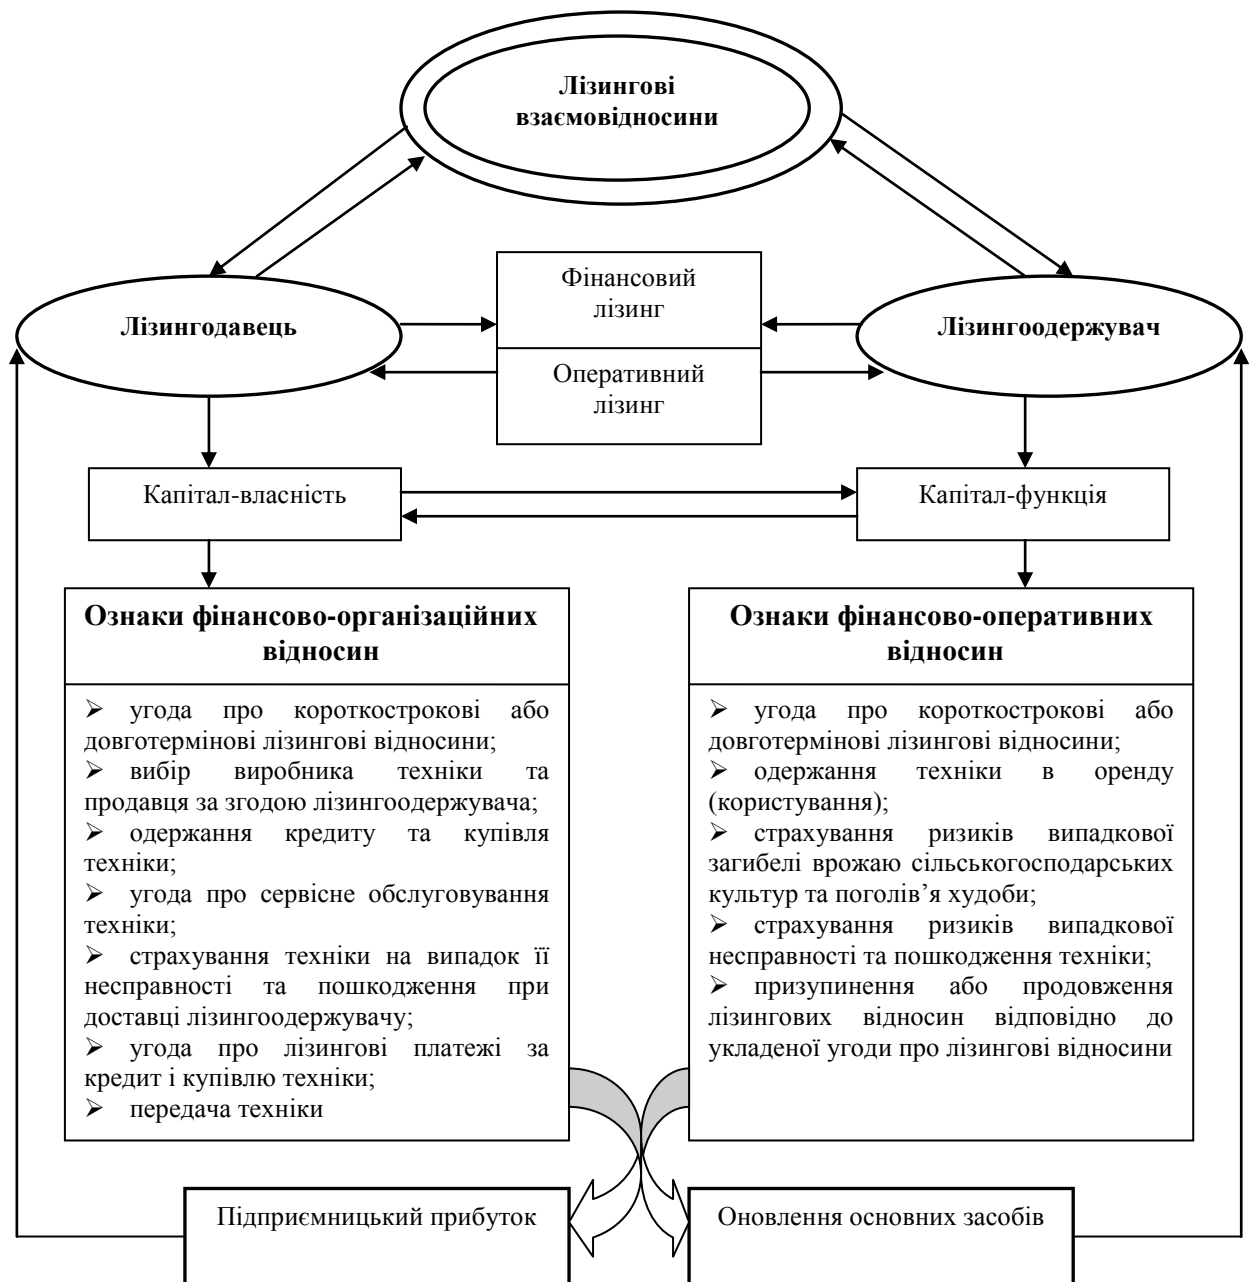 Лізингові
взаємовідносини
Лізингодавець
Фінансовий
лізинг
Оперативний
лізинг
Лізингоодержувач
Капітал-власність
Капітал-функція
Ознаки фінансово-організаційних
відносин
➢ угода про короткострокові або
довготермінові лізингові відносини;
➢ вибір виробника техніки та
продавця за згодою лізингоодержувача;
➢ одержання кредиту та купівля
техніки;
➢ угода про сервісне обслуговування
техніки;
➢ страхування техніки на випадок її
несправності та пошкодження при
доставці лізингоодержувачу;
➢ угода про лізингові платежі за
кредит і купівлю техніки;
➢ передача техніки
Ознаки фінансово-оперативних
відносин
➢ угода про короткострокові або
довготермінові лізингові відносини;
➢ одержання техніки в оренду
(користування);
➢ страхування ризиків випадкової
загибелі врожаю сільськогосподарських
культур та поголів’я худоби;
➢ страхування ризиків випадкової
несправності та пошкодження техніки;
➢ призупинення або продовження
лізингових відносин відповідно до
укладеної угоди про лізингові відносини
Підприємницький прибуток
Оновлення основних засобів